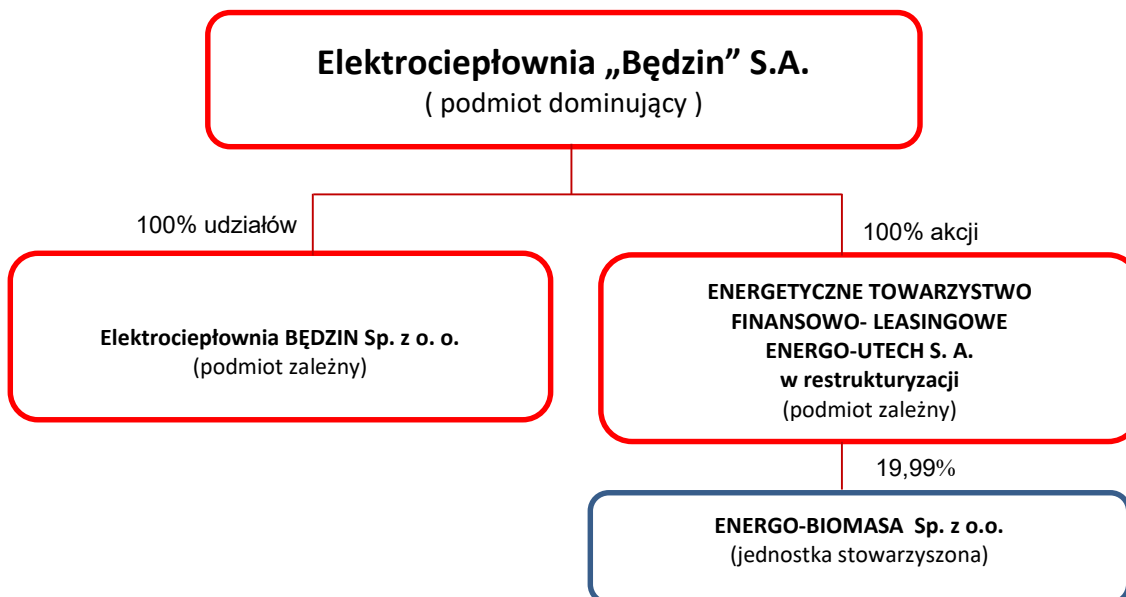 Elektrociepłownia „Będzin” S.A.
( podmiot dominujący )
100% udziałów
100% akcji
Elektrociepłownia BĘDZIN Sp. z o. o.
(podmiot zależny)
ENERGETYCZNE TOWARZYSTWO
FINANSOWO- LEASINGOWE
ENERGO-UTECH S. A.
w restrukturyzacji
(podmiot zależny)
19,99%
ENERGO-BIOMASA Sp. z o.o.
(jednostka stowarzyszona)